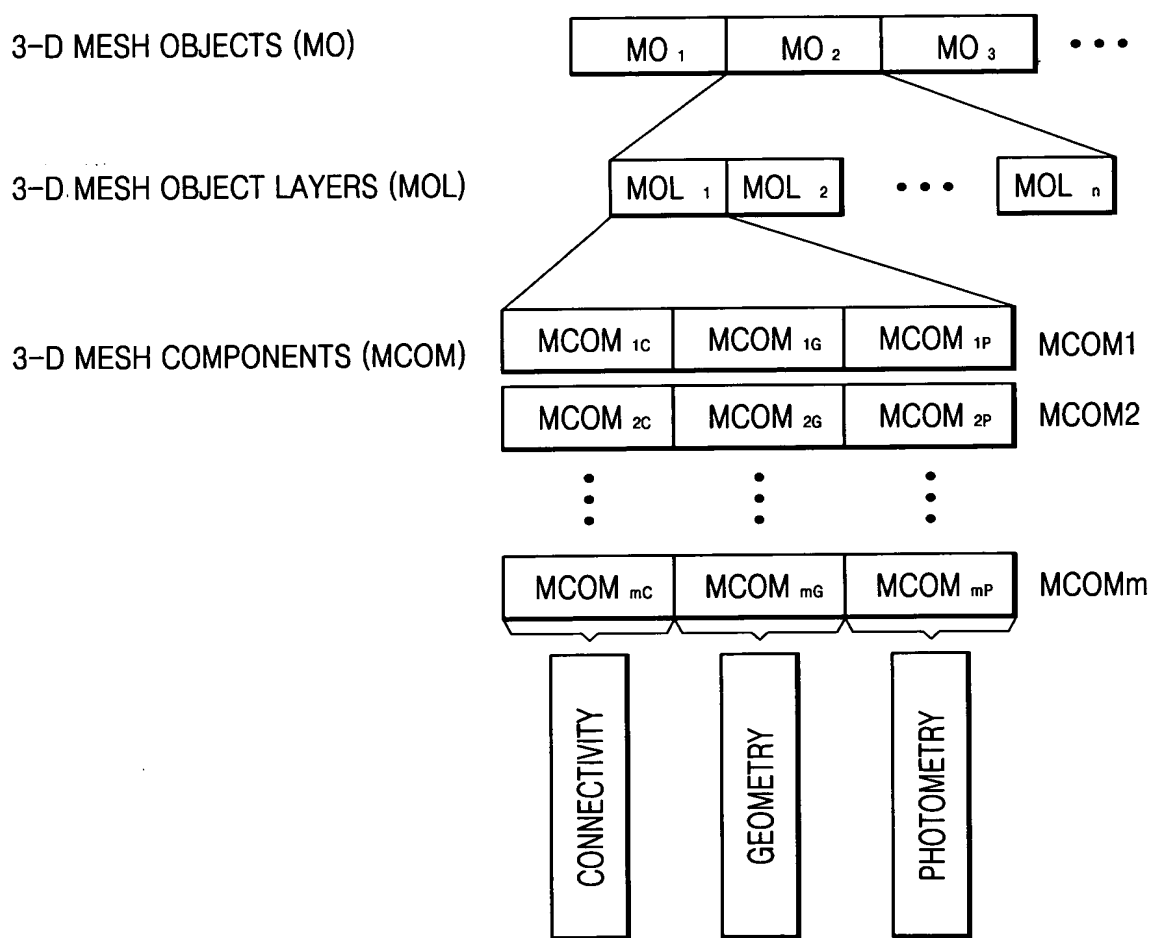 3-D MESH OBJECTS (MO)
MO 1 MO 2 MO 3 •••
3-D MESH OBJECT LAYERS (MOL)
MOL 1 MOL 2 ••• MOL n
3-D MESH COMPONENTS (MCOM)
MCOM 1C MCOM 1G MCOM 1P MCOM1
MCOM 2C MCOM 2G MCOM 2P MCOM2
MCOM mC MCOM mG MCOM mP MCOMm
CONNECTIVITY
GEOMETRY
PHOTOMETRY